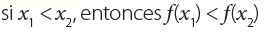 si x₁ < x₂, entonces f(x₁) < f(x₂)